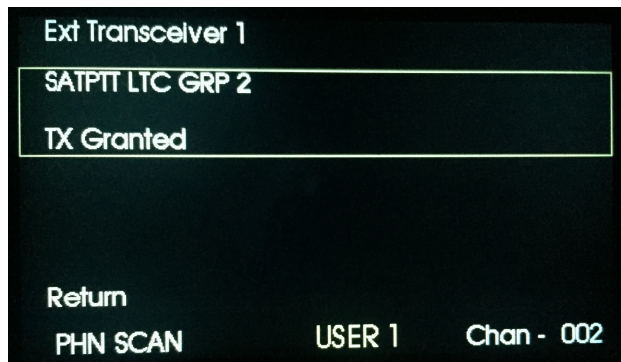 Ext Transceiver 1
SATPTT LTC GRP 2
TX Granted
Return
PHN SCAN USER 1 Chan - 002